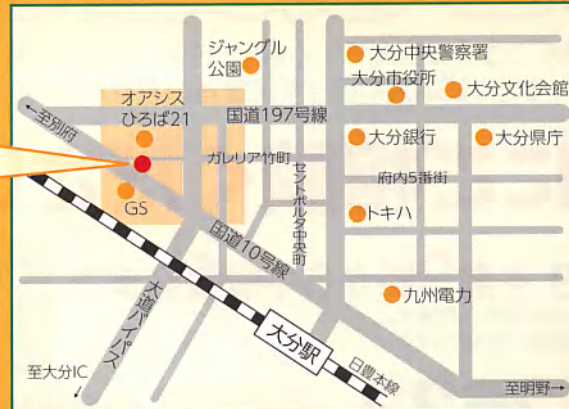 ジャングル
公園
大分中央警察署
大分市役所
大分文化会館
オアシス
ひろば21
←至別府
国道197号線
大分銀行
大分県庁
ガレリア竹町
セントポルタ中央町
府内5番街
GS
トキハ
国道10号線
九州電力
大道バイパス
大分駅
日豊本線
至大分IC
↓
至明野→